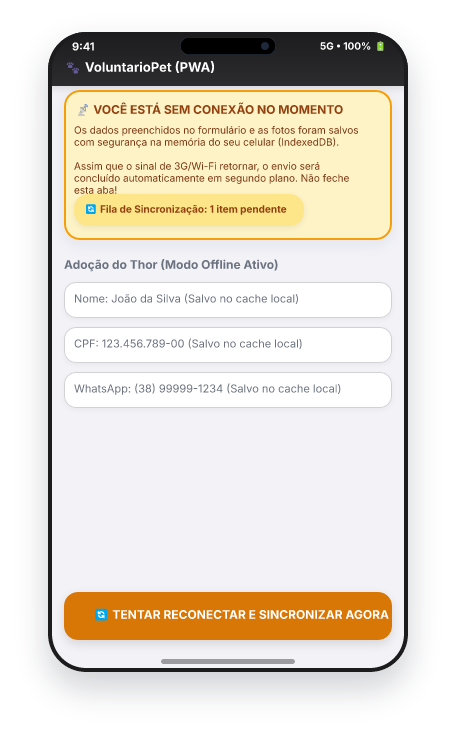 9:41
5G • 100%
VoluntarioPet (PWA)
VOCÊ ESTÁ SEM CONEXÃO NO MOMENTO
Os dados preenchidos no formulário e as fotos foram salvos
com segurança na memória do seu celular (IndexedDB).
Assim que o sinal de 3G/Wi-Fi retornar, o envio será
concluído automaticamente em segundo plano. Não feche
esta aba!
Fila de Sincronização: 1 item pendente
Adoção do Thor (Modo Offline Ativo)
Nome: João da Silva (Salvo no cache local)
CPF: 123.456.789-00 (Salvo no cache local)
WhatsApp: (38) 99999-1234 (Salvo no cache local)
TENTAR RECONECTAR E SINCRONIZAR AGORA